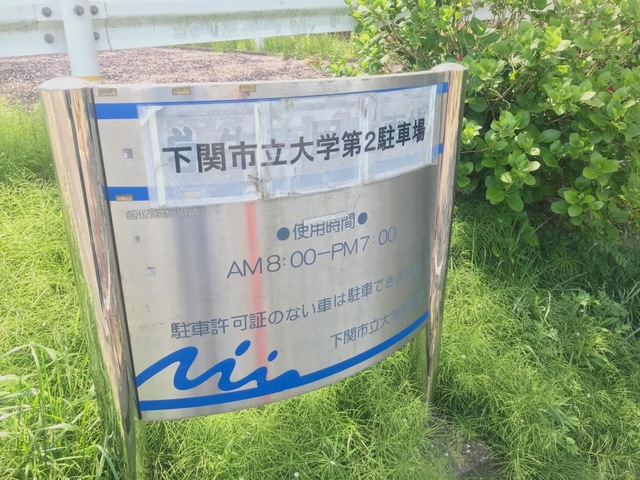 下関市立大学第2駐車場
●使用時間●
AM8:00-PM7:00
駐車許可証のない車は駐車できま
下関市立大学